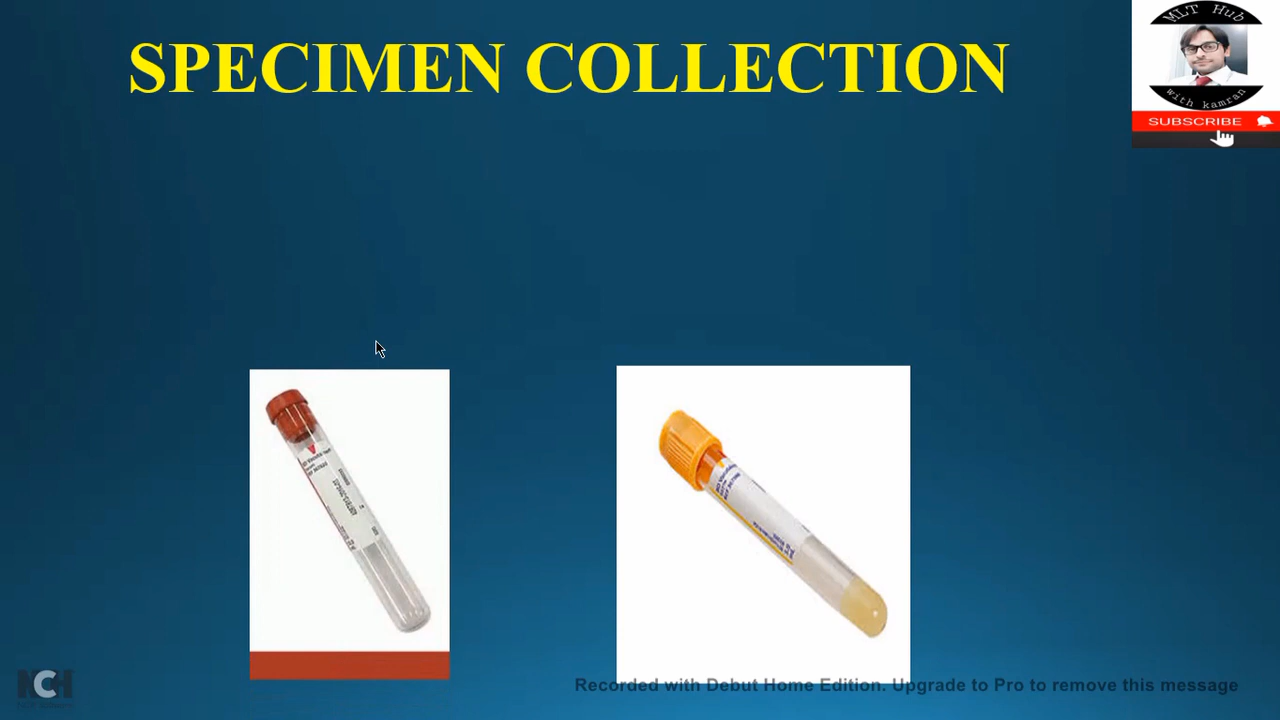 SPECIMEN COLLECTION
MLT Hub
with kamran
SUBSCRIBE
NCH
Recorded with Debut Home Edition. Upgrade to Pro to remove this message